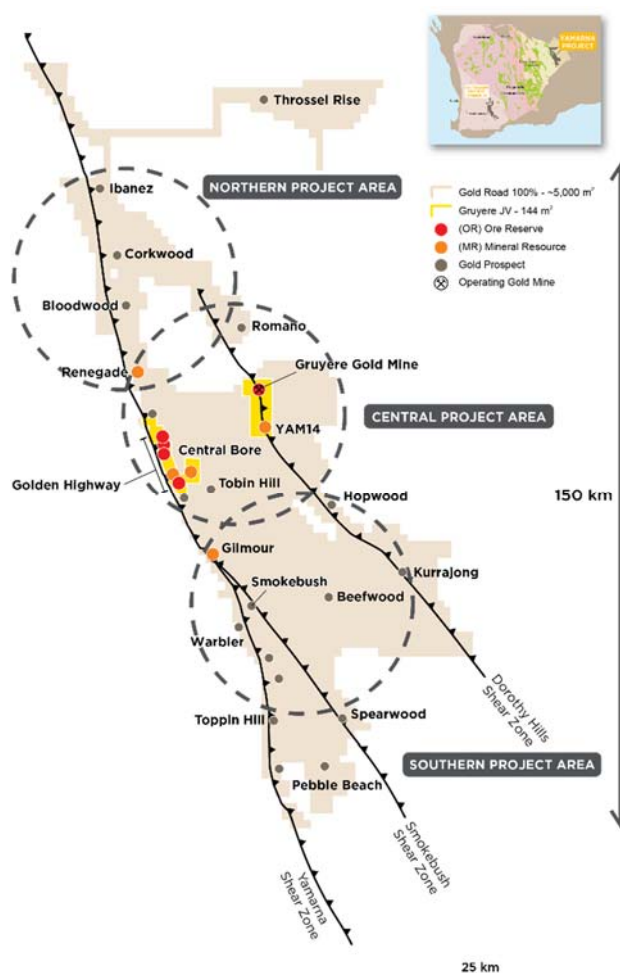 YAMARNA
PROJECT
Throssel Rise
NORTHERN PROJECT AREA
Ibanez
Gold Road 100% - ~5,000 m²
Gruyere JV - 144 m²
(OR) Ore Reserve
(MR) Mineral Resource
Gold Prospect
Operating Gold Mine
Corkwood
Bloodwood
Romano
Renegade
Gruyere Gold Mine
YAM14
CENTRAL PROJECT AREA
Central Bore
Golden Highway
Tobin Hill
Hopwood
150 km
Gilmour
Smokebush
Kurrajong
Beefwood
Warbler
Dorothy Hills
Shear Zone
Toppin Hill
Spearwood
SOUTHERN PROJECT AREA
Pebble Beach
Smokebush
Shear Zone
Yamarna
Shear Zone
25 km